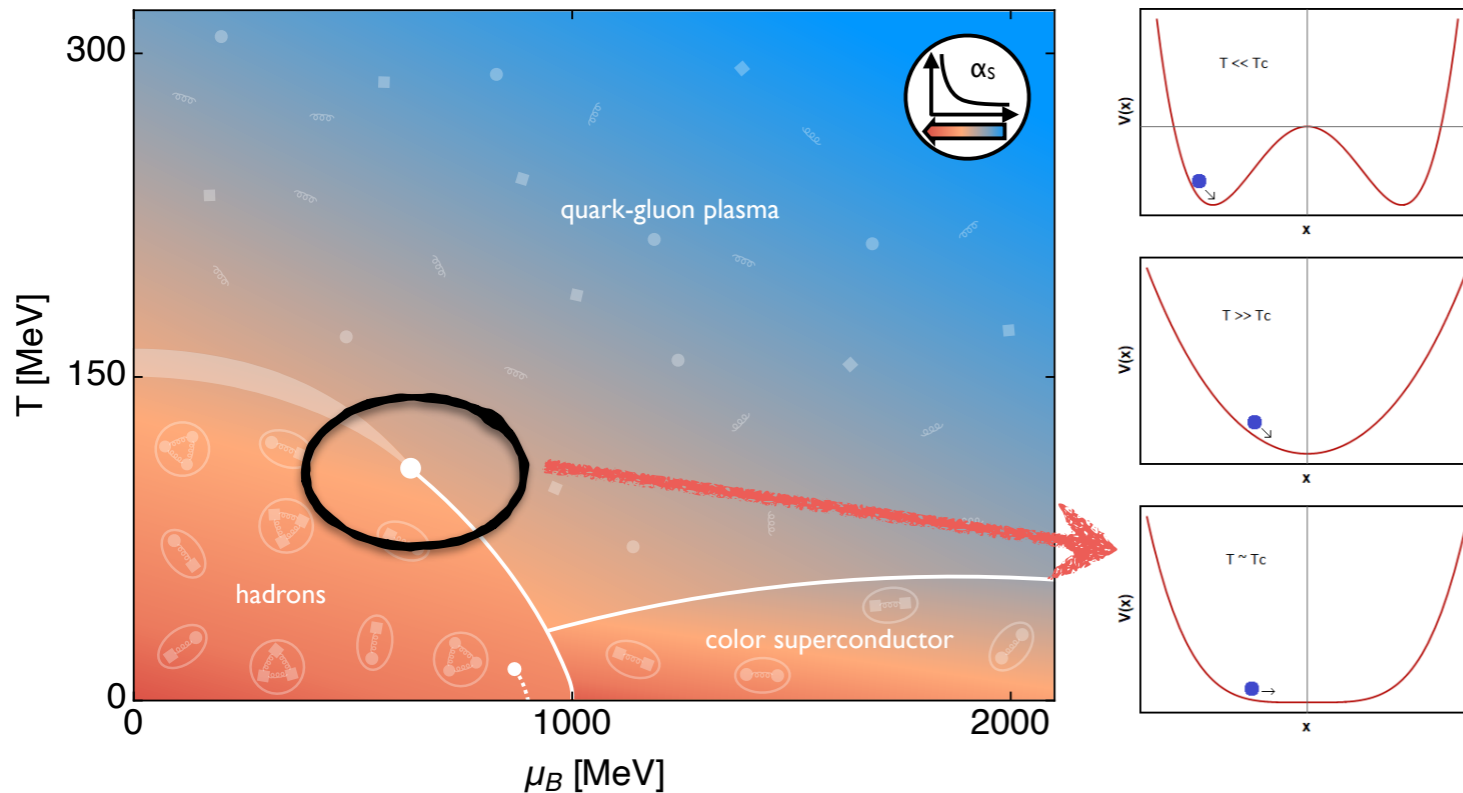 300
αs
quark-gluon plasma
T [MeV]
150
hadrons
color superconductor
0
0
1000
2000
μB [MeV]
T << Tc
V(x)
x
T >> Tc
V(x)
x
T ~ Tc
V(x)
x